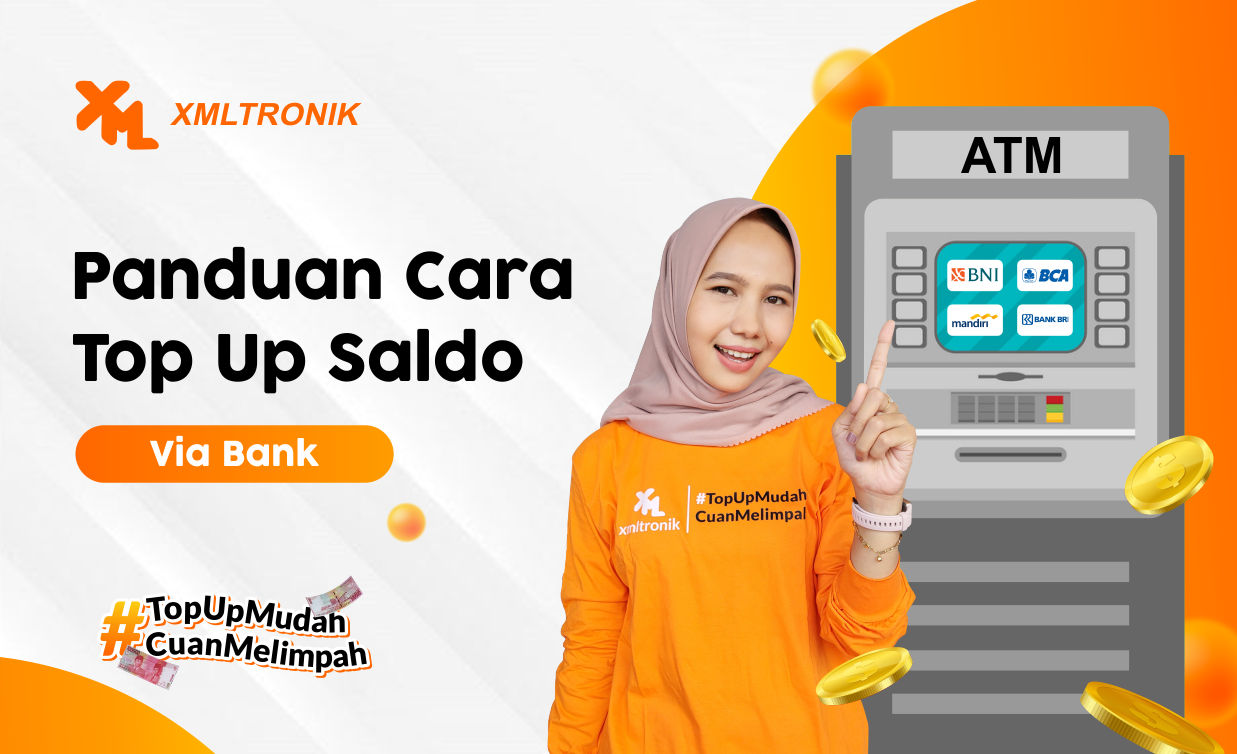 XMLTRONIK
Panduan Cara
Top Up Saldo
Via Bank
#TopUpMudah
CuanMelimpah
ATM
BNI
BCA
mandiri
BANK BRI
xmltronik
#TopUpMudah
CuanMelimpah